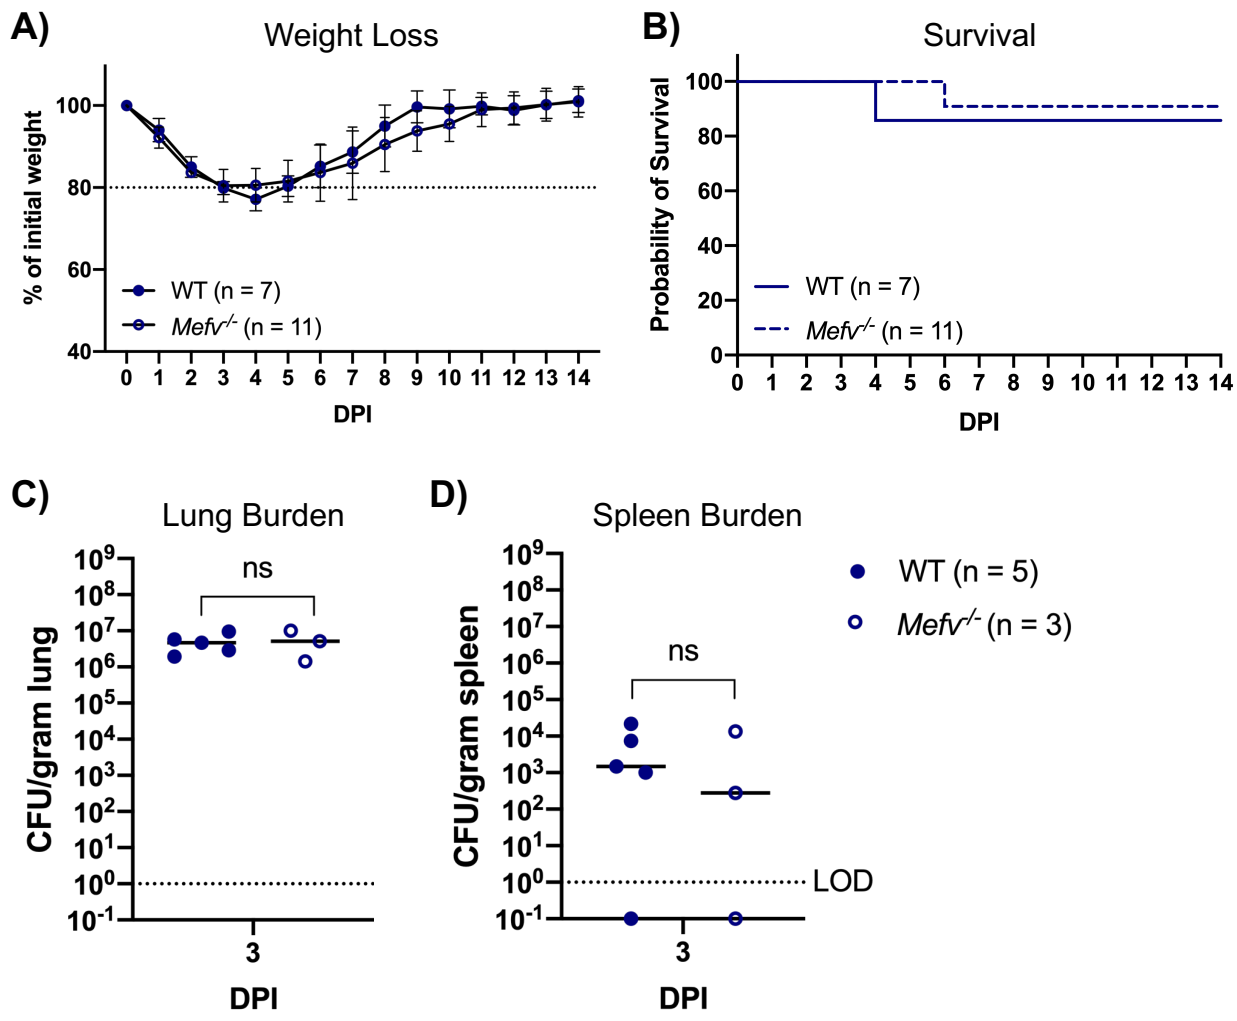 A)
Weight Loss
% of initial weight
100
80
60
40
WT (n = 7)
Mefv-/- (n = 11)
0 1 2 3 4 5 6 7 8 9 10 11 12 13 14
DPI
B)
Survival
Probability of Survival
100
80
60
40
20
0
WT (n = 7)
Mefv-/- (n = 11)
0 1 2 3 4 5 6 7 8 9 10 11 12 13 14
DPI
C)
Lung Burden
CFU/gram lung
10^9
10^8
10^7
10^6
10^5
10^4
10^3
10^2
10^1
10^0
10^-1
ns
3
DPI
D)
Spleen Burden
CFU/gram spleen
10^9
10^8
10^7
10^6
10^5
10^4
10^3
10^2
10^1
10^0
10^-1
ns
LOD
3
DPI
WT (n = 5)
Mefv-/- (n = 3)